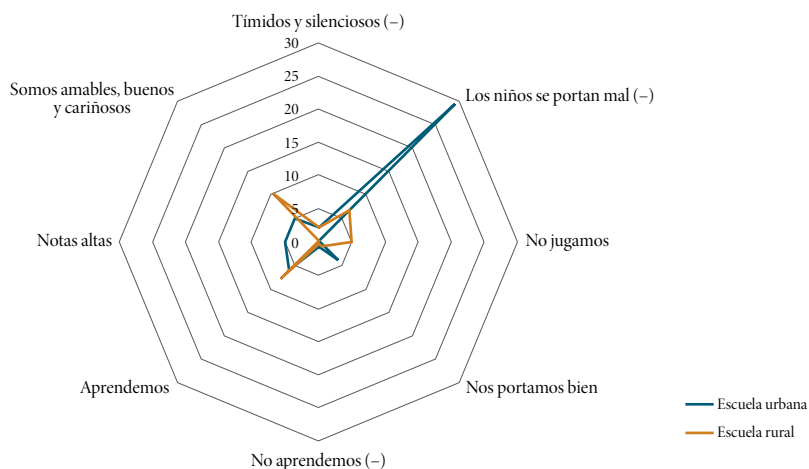 Tímidos y silenciosos (–)
30
25
20
15
10
5
0
Somos amables, buenos
y cariñosos
Los niños se portan mal (–)
Notas altas
No jugamos
Aprendemos
Nos portamos bien
No aprendemos (–)
Escuela urbana
Escuela rural